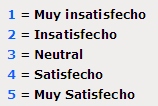 1 = Muy insatisfecho
2 = Insatisfecho
3 = Neutral
4 = Satisfecho
5 = Muy Satisfecho